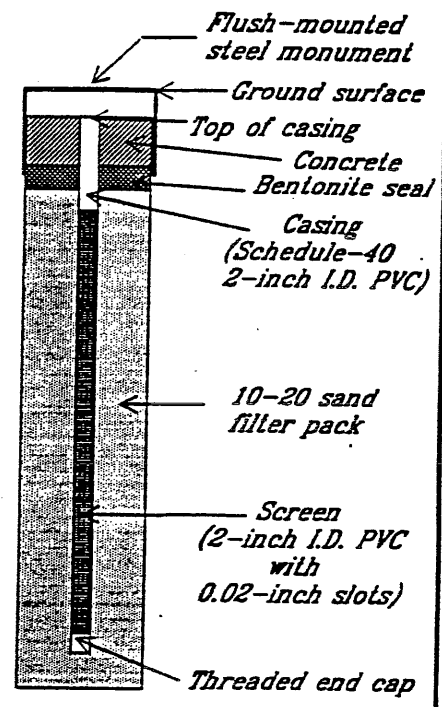 Flush-mounted
steel monument
Ground surface
Top of casing
Concrete
Bentonite seal
Casing
(Schedule-40
2-inch I.D. PVC)
10-20 sand
filter pack
Screen
(2-inch I.D. PVC
with
0.02-inch slots)
Threaded end cap